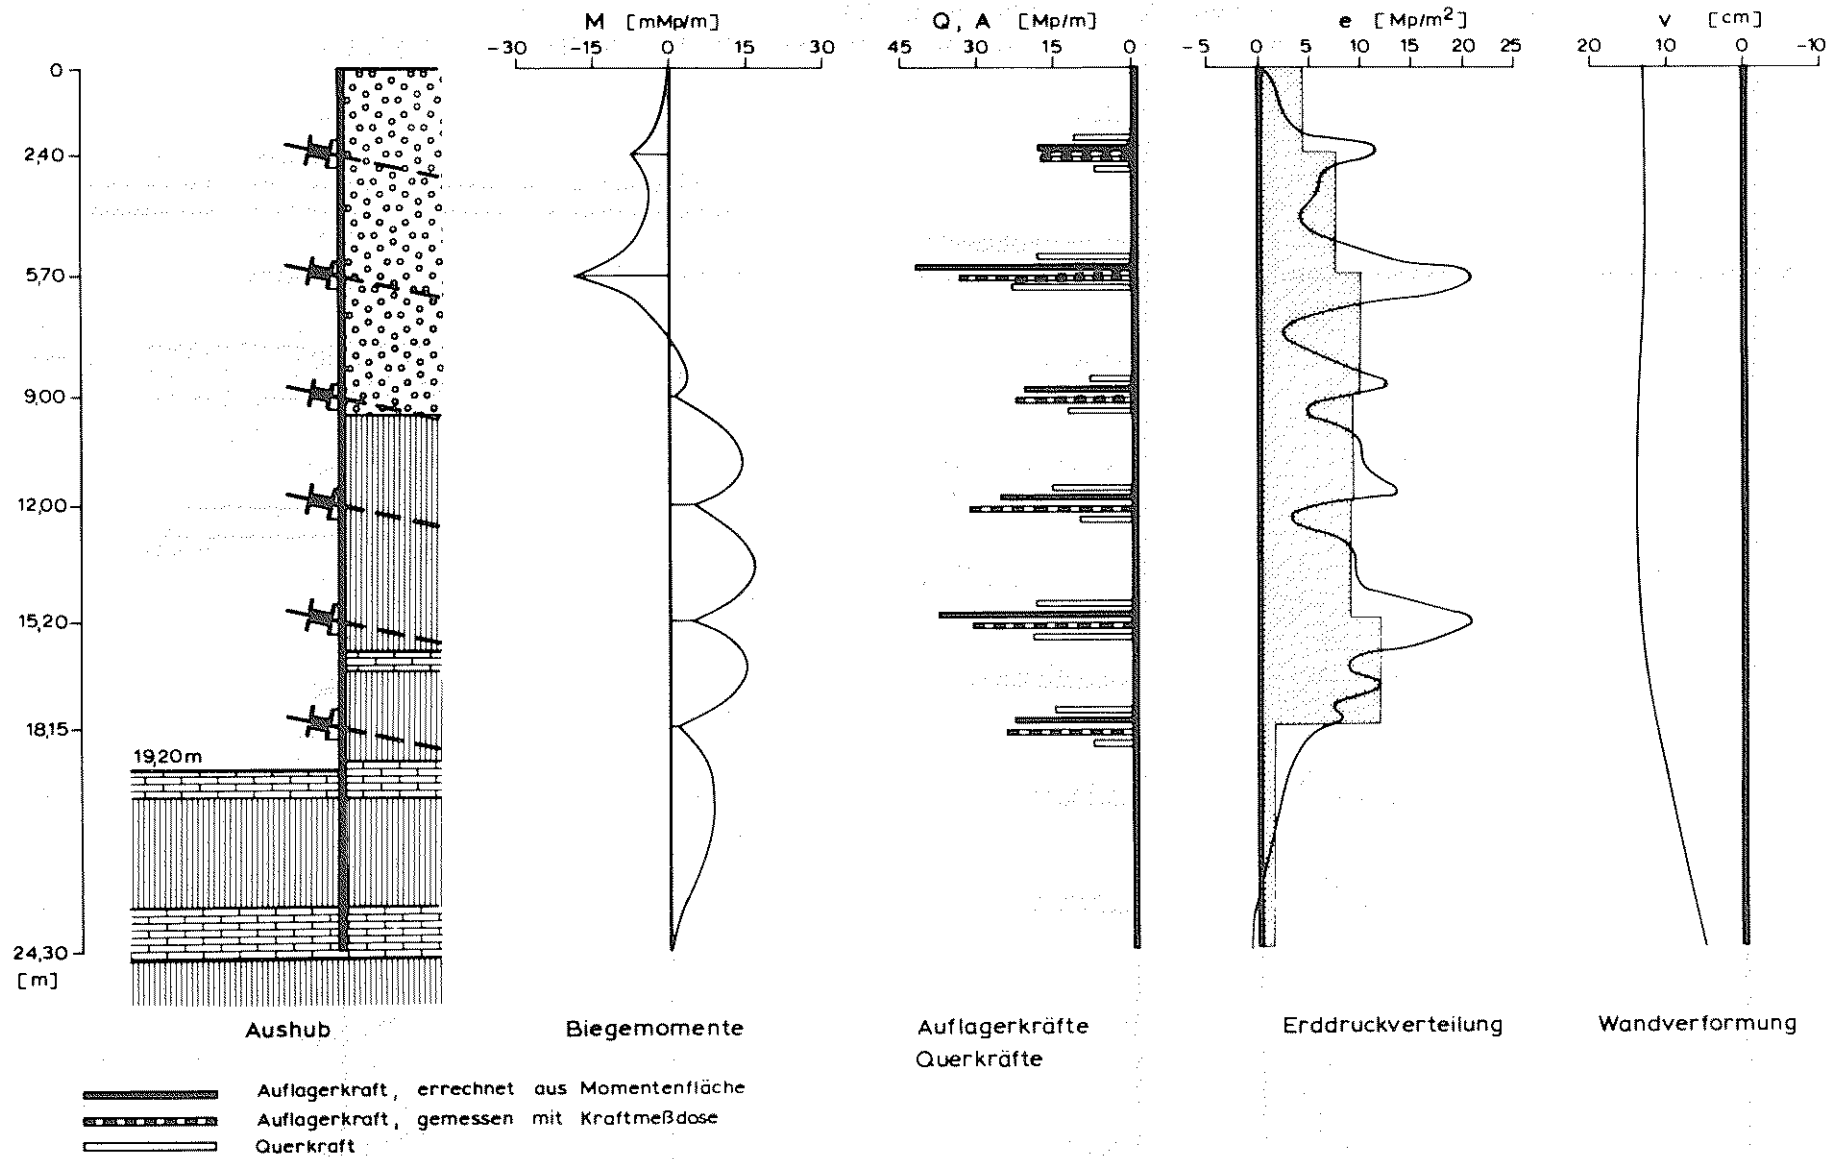 M [mMp/m]
-30 -15 0 15 30
Q, A [Mp/m]
45 30 15 0
e [Mp/m²]
-5 0 5 10 15 20 25
v [cm]
20 10 0 -10
0
2,40
5,70
9,00
12,00
15,20
18,15
19,20m
24,30
[m]
Aushub
Biegemomente
Auflagerkräfte
Querkräfte
Erddruckverteilung
Wandverformung
Auflagerkraft, errechnet aus Momentenfläche
Auflagerkraft, gemessen mit Kraftmeßdose
Querkraft